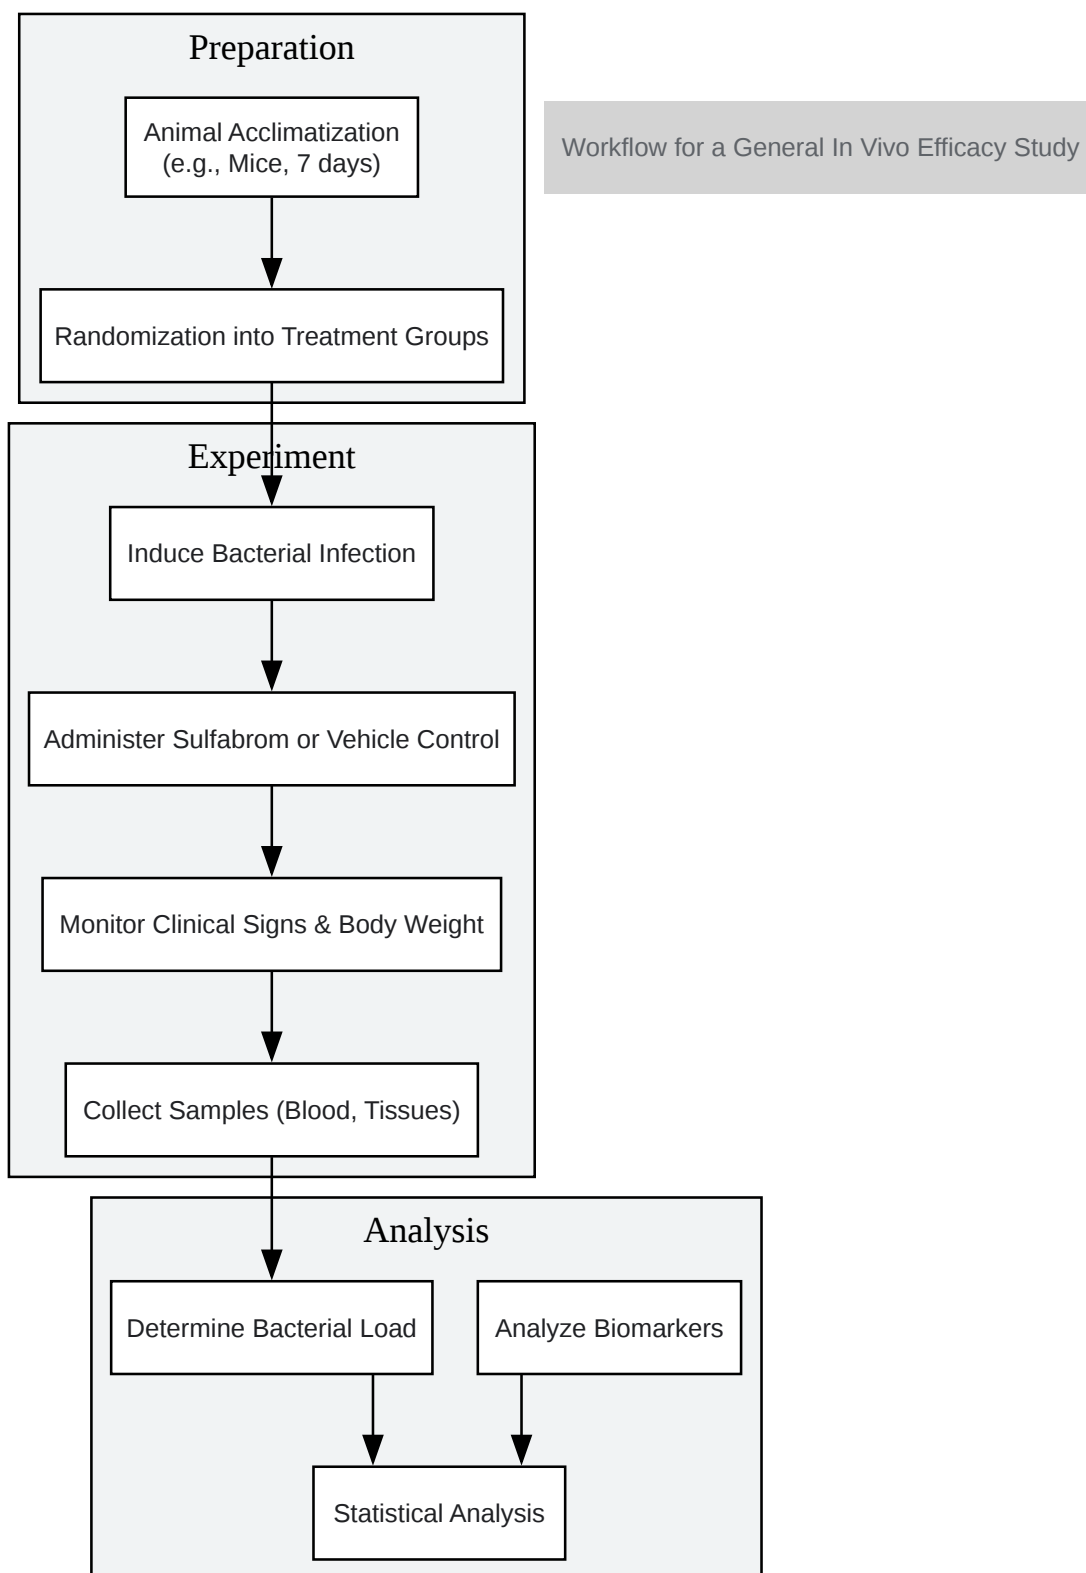 Preparation
Animal Acclimatization
(e.g., Mice, 7 days)
Workflow for a General In Vivo Efficacy Study
Randomization into Treatment Groups
Experiment
Induce Bacterial Infection
Administer Sulfabrom or Vehicle Control
Monitor Clinical Signs & Body Weight
Collect Samples (Blood, Tissues)
Analysis
Determine Bacterial Load
Analyze Biomarkers
Statistical Analysis